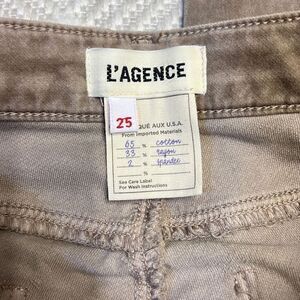 L'AGENCE
25
QUÉ AUX U.S.A.
From Imported Materials
65 % cotton
33 % rayon
2 % spandex
%
See Care Label
For Wash Instructions